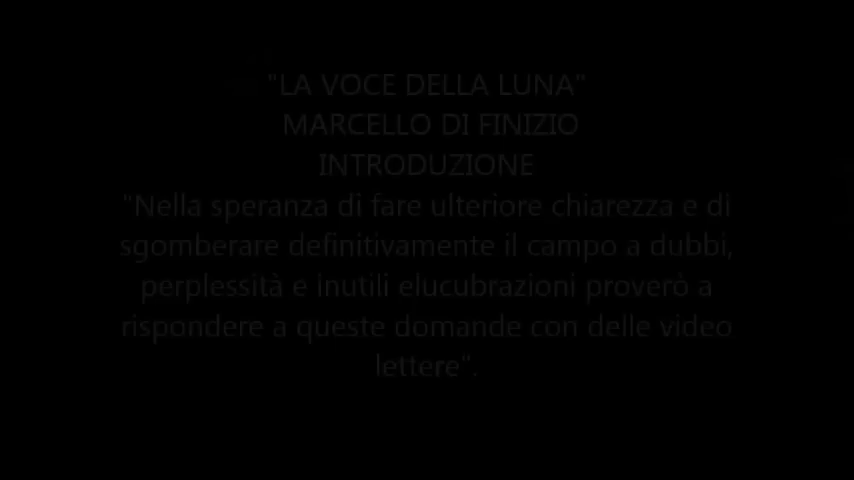 "LA VOCE DELLA LUNA"
MARCELLO DI FINIZIO
INTRODUZIONE
"Nella speranza di fare ulteriore chiarezza e di
sgomberare definitivamente il campo a dubbi,
perplessità e inutili elucubrazioni proverò a
rispondere a queste domande con delle video
lettere".